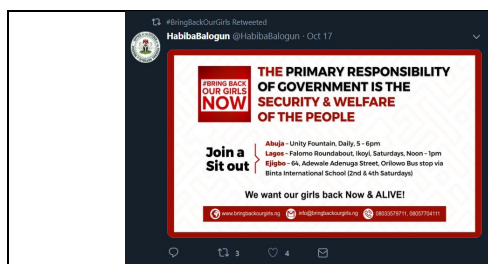 #BringBackOurGirls Retweeted
HabibaBalogun @HabibaBalogun · Oct 17
#BRING BACK
OUR GIRLS
NOW
THE PRIMARY RESPONSIBILITY
OF GOVERNMENT IS THE
SECURITY & WELFARE
OF THE PEOPLE
Join a
Sit out
Abuja – Unity Fountain, Daily, 5 - 6pm
Lagos – Falomo Roundabout, Ikoyi, Saturdays, Noon – 1pm
Ejigbo – 64, Adewale Adenuga Street, Orilowo Bus stop via
Binta International School (2nd & 4th Saturdays)
We want our girls back Now & ALIVE!
www.bringbackourgirls.ng info@bringbackourgirls.ng 08033579711, 08057704111
3 4